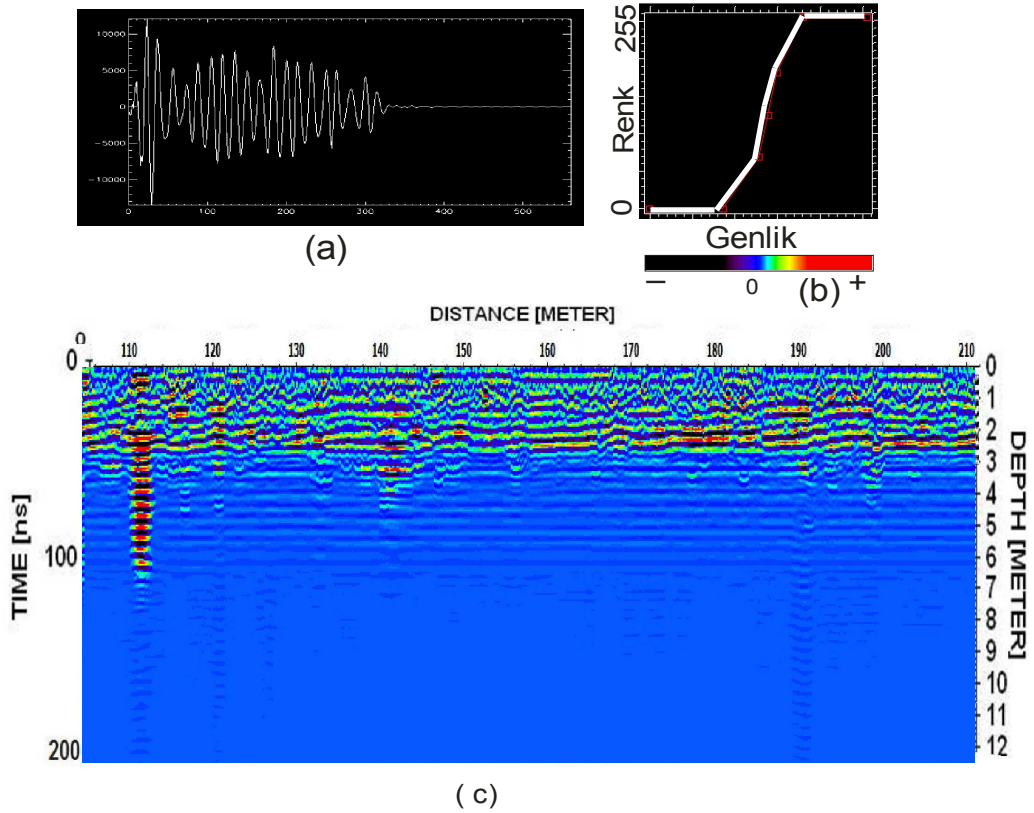 10000
5000
0
-5000
-10000
0 100 200 300 400 500
(a)
255
Renk
0
Genlik
− 0 +
(b)
DISTANCE [METER]
0
110 120 130 140 150 160 170 180 190 200 210
TIME [ns]
0
100
200
DEPTH [METER]
0
1
2
3
4
5
6
7
8
9
10
11
12
( c)